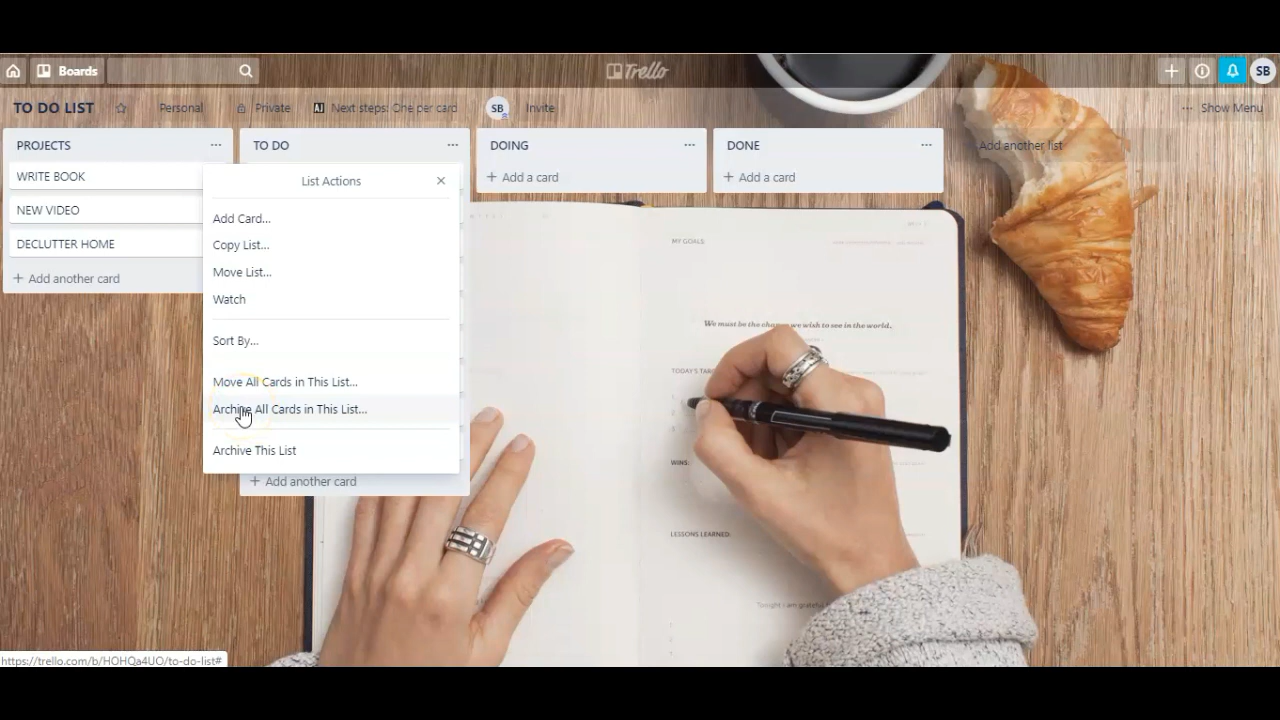 Boards
Trello
SB
TO DO LIST
Personal
Private
Next steps: One per card
SB
Invite
... Show Menu
PROJECTS ...
WRITE BOOK
NEW VIDEO
DECLUTTER HOME
+ Add another card
TO DO ...
List Actions
Add Card...
Copy List...
Move List...
Watch
Sort By...
Move All Cards in This List...
Archive All Cards in This List...
Archive This List
+ Add another card
DOING ...
+ Add a card
DONE ...
+ Add a card
Add another list
MY GOALS:
We must be the change we wish to see in the world.
WINS:
LESSONS LEARNED:
https://trello.com/b/HOHQa4UO/to-do-list#